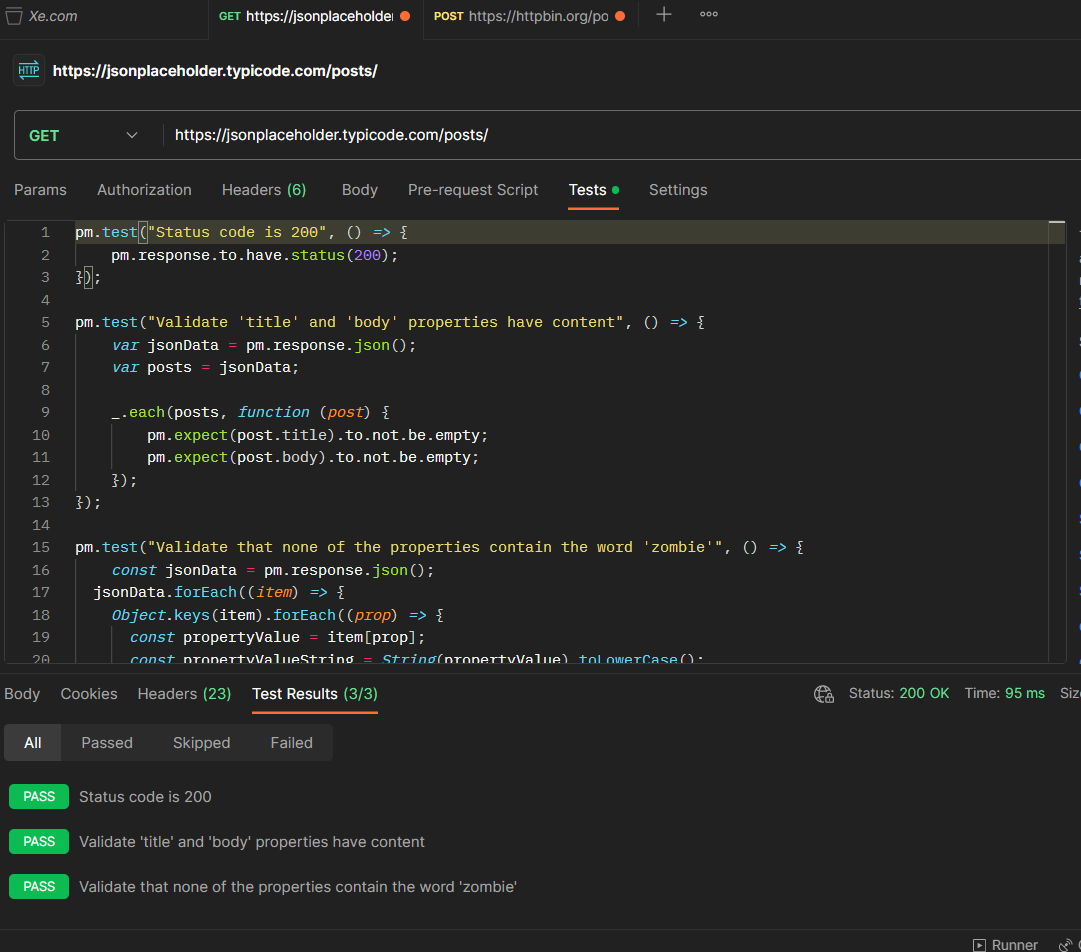 Xe.com
GET https://jsonplaceholder
POST https://httpbin.org/po
HTTP https://jsonplaceholder.typicode.com/posts/
GET https://jsonplaceholder.typicode.com/posts/
Params Authorization Headers (6) Body Pre-request Script Tests Settings
1 pm.test("Status code is 200", () => {
2 pm.response.to.have.status(200);
3 });
4
5 pm.test("Validate 'title' and 'body' properties have content", () => {
6 var jsonData = pm.response.json();
7 var posts = jsonData;
8
9 _.each(posts, function (post) {
10 pm.expect(post.title).to.not.be.empty;
11 pm.expect(post.body).to.not.be.empty;
12 });
13 });
14
15 pm.test("Validate that none of the properties contain the word 'zombie'", () => {
16 const jsonData = pm.response.json();
17 jsonData.forEach((item) => {
18 Object.keys(item).forEach((prop) => {
19 const propertyValue = item[prop];
20 const propertyValueString = String(propertyValue).toLowerCase();
Body Cookies Headers (23) Test Results (3/3) Status: 200 OK Time: 95 ms Size
All Passed Skipped Failed
PASS Status code is 200
PASS Validate 'title' and 'body' properties have content
PASS Validate that none of the properties contain the word 'zombie'
Runner